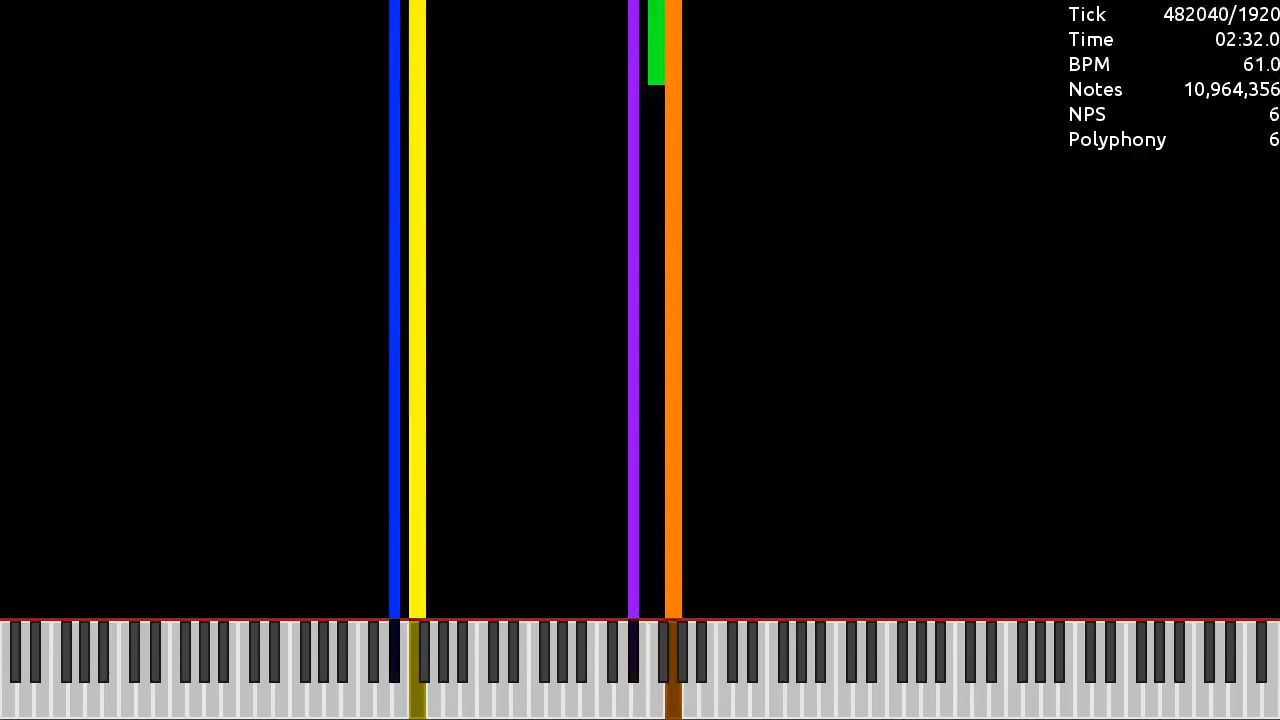 Tick 482040/1920
Time 02:32.0
BPM 61.0
Notes 10,964,356
NPS 6
Polyphony 6